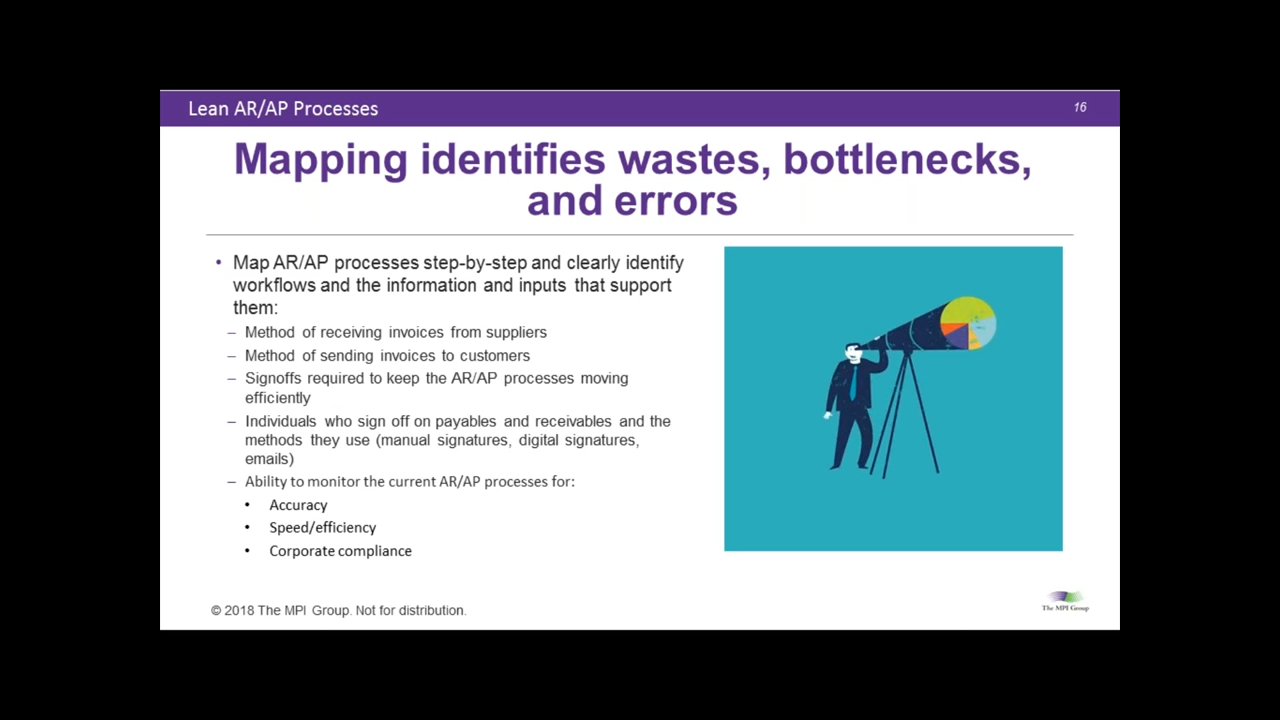 Lean AR/AP Processes
16
Mapping identifies wastes, bottlenecks,
and errors
• Map AR/AP processes step-by-step and clearly identify
workflows and the information and inputs that support
them:
– Method of receiving invoices from suppliers
– Method of sending invoices to customers
– Signoffs required to keep the AR/AP processes moving
efficiently
– Individuals who sign off on payables and receivables and the
methods they use (manual signatures, digital signatures,
emails)
– Ability to monitor the current AR/AP processes for:
• Accuracy
• Speed/efficiency
• Corporate compliance
© 2018 The MPI Group. Not for distribution.
The MPI Group